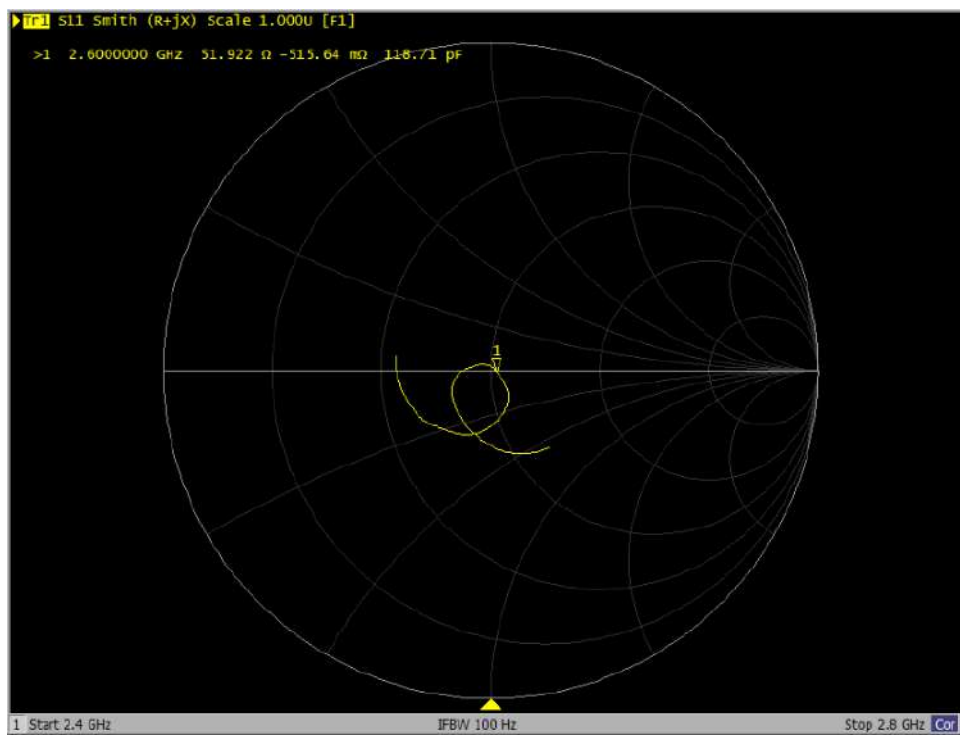 Tr1 S11 Smith (R+jX) Scale 1.000U [F1]
>1 2.6000000 GHz 51.922 Ω -515.64 mΩ 118.71 pF
1
1 Start 2.4 GHz IFBW 100 Hz Stop 2.8 GHz Cor